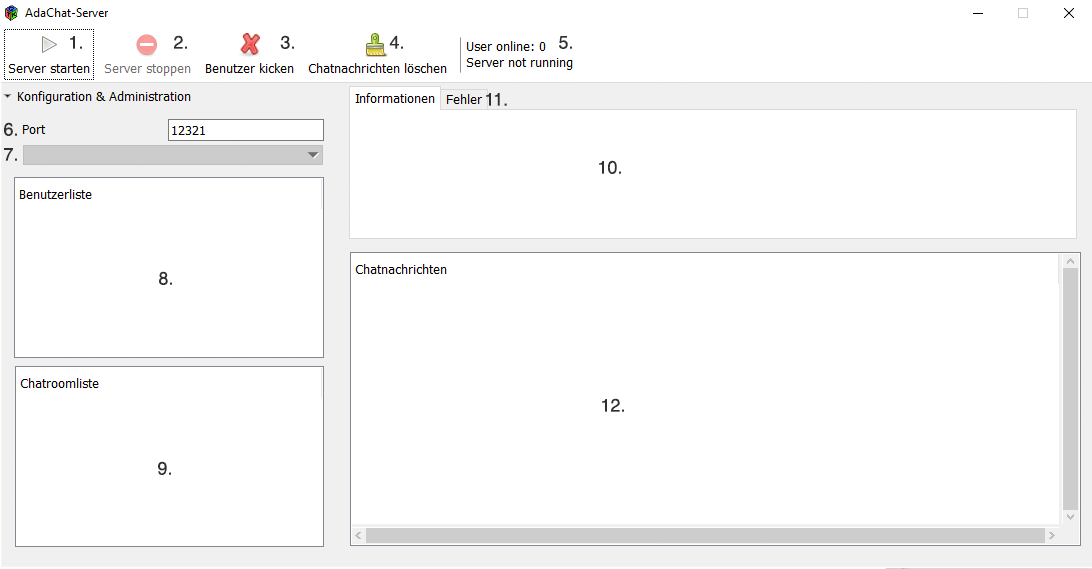 AdaChat-Server
1. 2. 3. 4.
Server starten Server stoppen Benutzer kicken Chatnachrichten löschen
User online: 0 5.
Server not running
Konfiguration & Administration
6. Port 12321
7.
Benutzerliste
8.
Chatroomliste
9.
Informationen Fehler 11.
10.
Chatnachrichten
12.